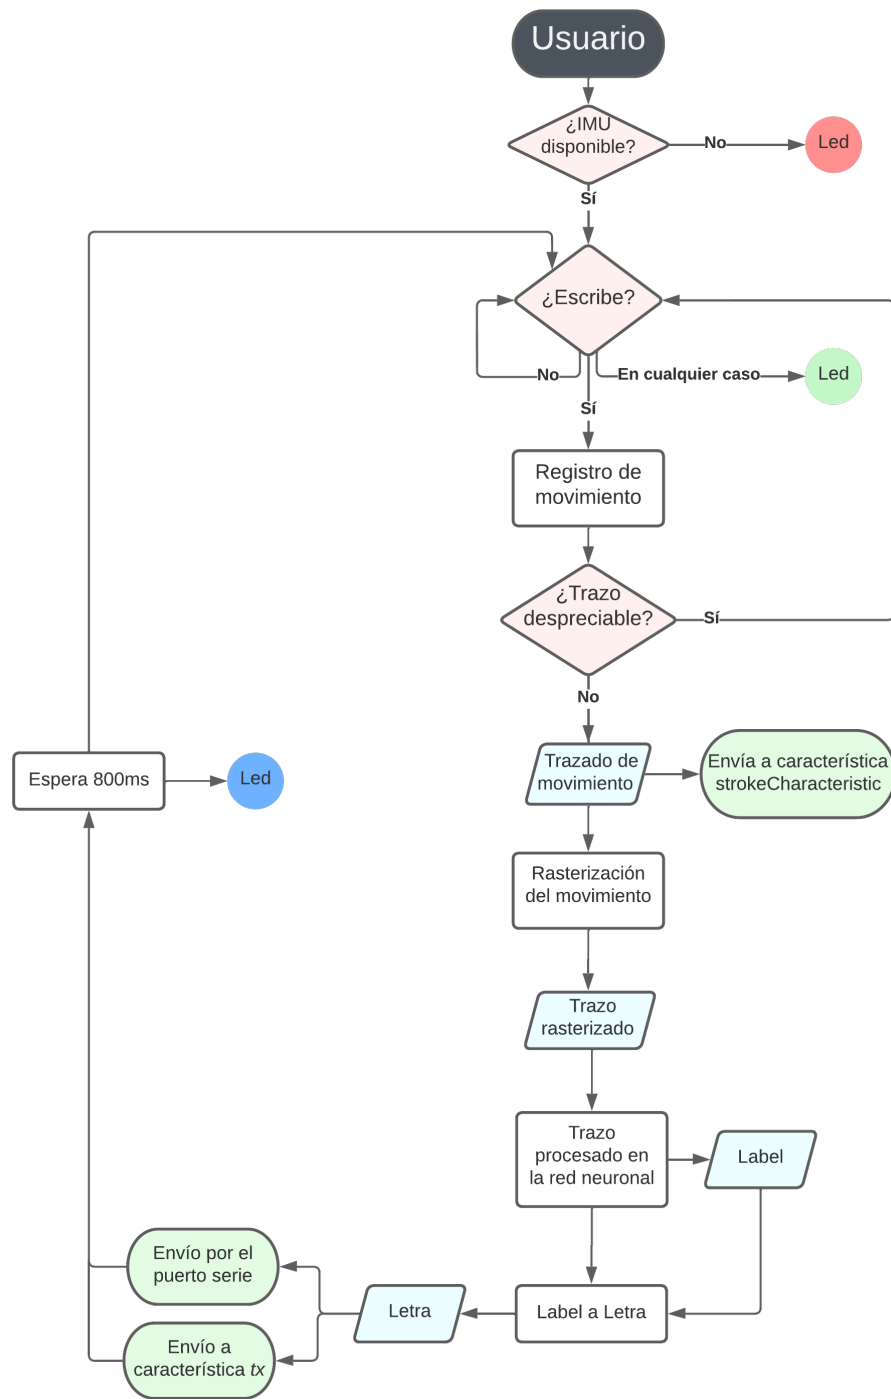 Usuario
¿IMU
disponible?
No
Led
Sí
¿Escribe?
No
En cualquier caso
Led
Sí
Registro de
movimiento
¿Trazo
despreciable?
Sí
No
Trazado de
movimiento
Envía a característica
strokeCharacteristic
Espera 800ms
Led
Rasterización
del movimiento
Trazo
rasterizado
Trazo
procesado en
la red neuronal
Label
Envío por el
puerto serie
Letra
Label a Letra
Envío a
característica tx